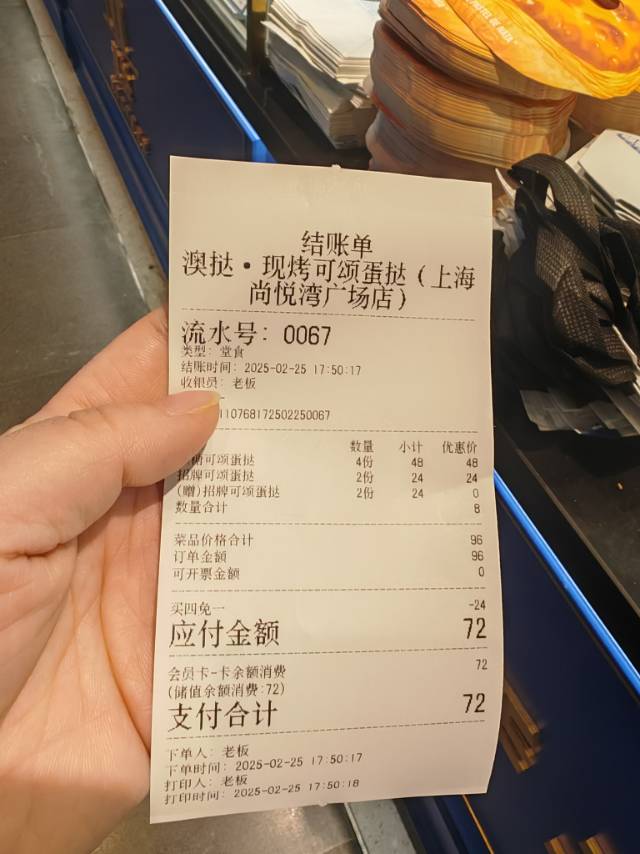 PASTEL DE NATA
结账单
澳挞·现烤可颂蛋挞（上海
尚悦湾广场店）
流水号: 0067
类型: 堂食
结账时间: 2025-02-25 17:50:17
收银员: 老板
110768172502250067
数量 小计 优惠价
可颂蛋挞 4份 48 48
招牌可颂蛋挞 2份 24 24
(赠)招牌可颂蛋挞 2份 24 0
数量合计 8
菜品价格合计 96
订单金额 96
可开票金额 0
买四免一 -24
应付金额 72
会员卡-卡余额消费 72
(储值余额消费:72)
支付合计 72
下单人: 老板
下单时间: 2025-02-25 17:50:17
打印人: 老板
打印时间: 2025-02-25 17:50:18